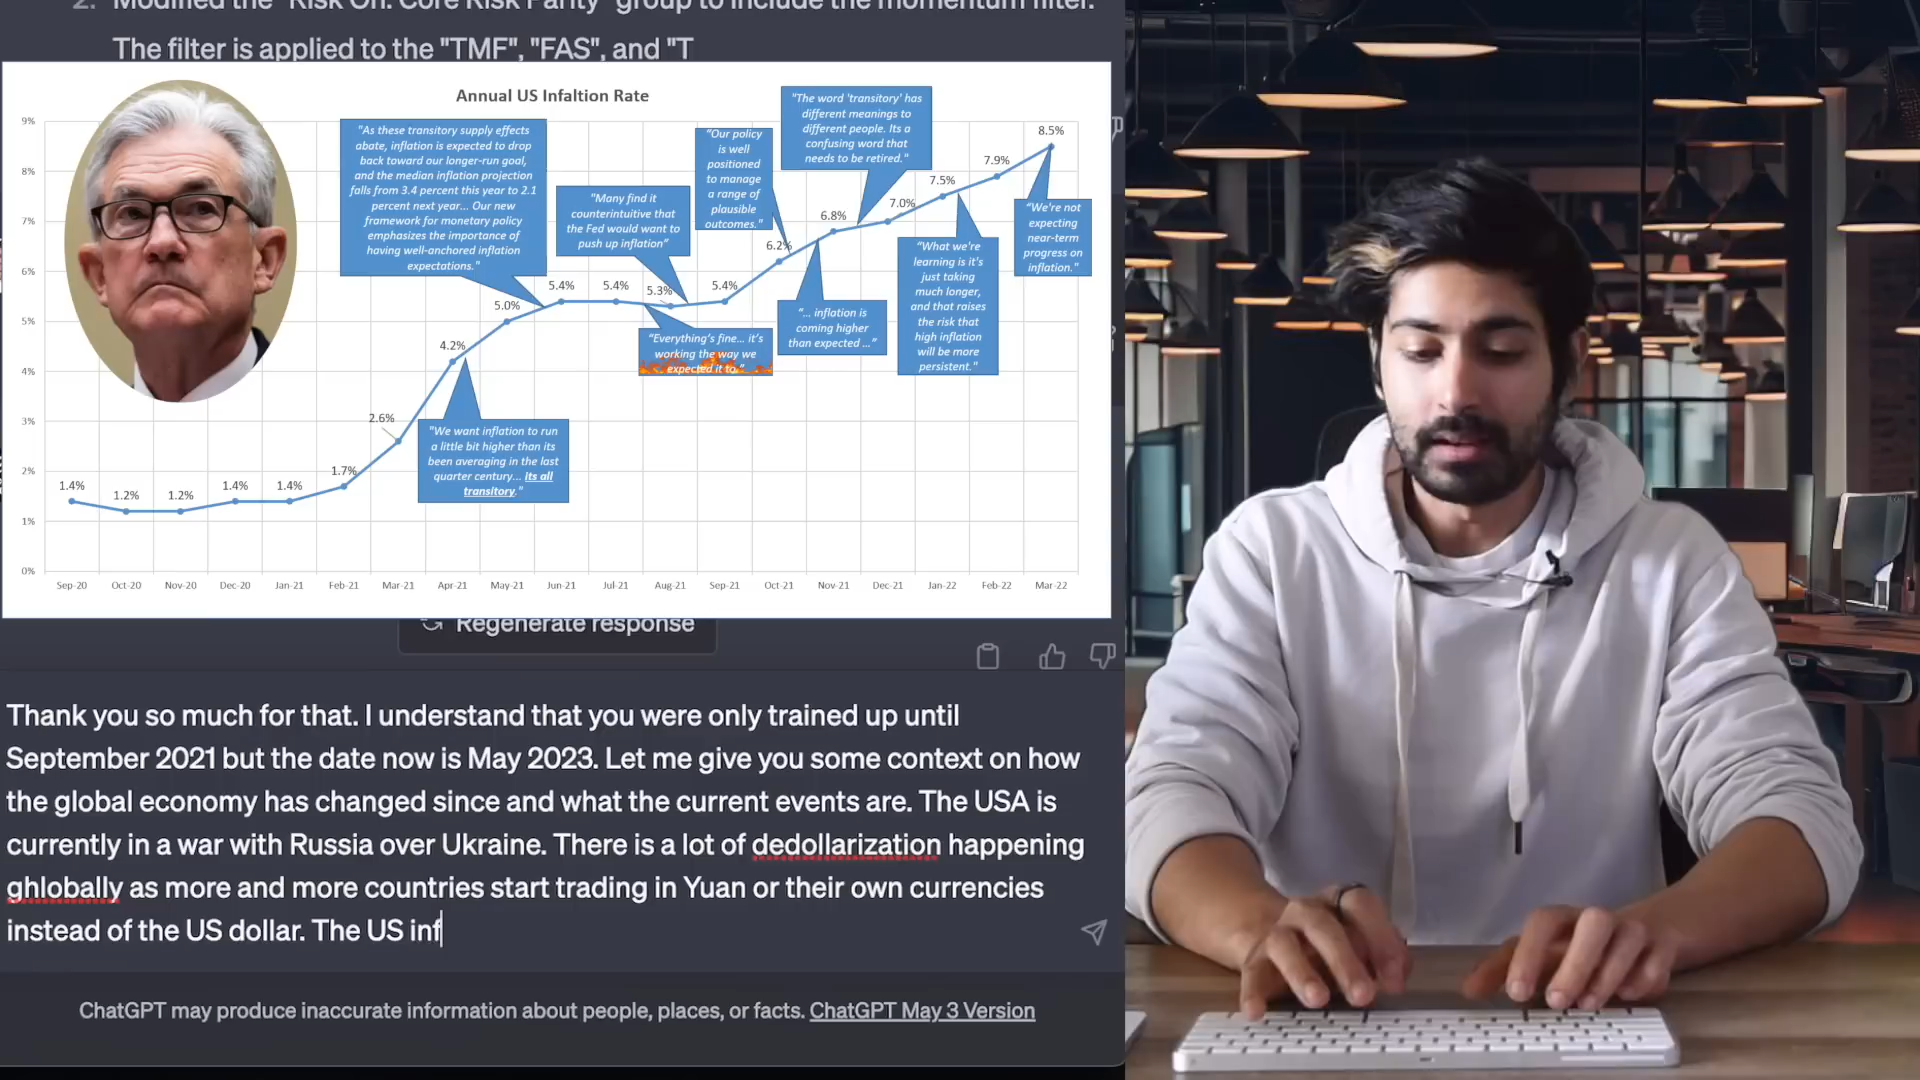 2. Modified the "Risk On: Core Risk Parity" group to include the momentum filter.
The filter is applied to the "TMF", "FAS", and "T
Annual US Infaltion Rate
9%
8%
7%
6%
5%
4%
3%
2%
1%
0%
"As these transitory supply effects
abate, inflation is expected to drop
back toward our longer-run goal,
and the median inflation projection
falls from 3.4 percent this year to 2.1
percent next year... Our new
framework for monetary policy
emphasizes the importance of
having well-anchored inflation
expectations."
"Many find it
counterintuitive that
the Fed would want to
push up inflation"
"Our policy
is well
positioned
to manage
a range of
plausible
outcomes."
"The word 'transitory' has
different meanings to
different people. Its a
confusing word that
needs to be retired."
"We're not
expecting
near-term
progress on
inflation."
"What we're
learning is it's
just taking
much longer,
and that raises
the risk that
high inflation
will be more
persistent."
"... inflation is
coming higher
than expected ..."
"Everything's fine... it's
working the way we
expected it to."
"We want inflation to run
a little bit higher than its
been averaging in the last
quarter century... its all
transitory."
1.4%
1.2%
1.2%
1.4%
1.4%
1.7%
2.6%
4.2%
5.0%
5.4%
5.4%
5.3%
5.4%
6.2%
6.8%
7.0%
7.5%
7.9%
8.5%
Sep-20 Oct-20 Nov-20 Dec-20 Jan-21 Feb-21 Mar-21 Apr-21 May-21 Jun-21 Jul-21 Aug-21 Sep-21 Oct-21 Nov-21 Dec-21 Jan-22 Feb-22 Mar-22
Regenerate response
Thank you so much for that. I understand that you were only trained up until
September 2021 but the date now is May 2023. Let me give you some context on how
the global economy has changed since and what the current events are. The USA is
currently in a war with Russia over Ukraine. There is a lot of dedollarization happening
ghlobally as more and more countries start trading in Yuan or their own currencies
instead of the US dollar. The US inf
ChatGPT may produce inaccurate information about people, places, or facts. ChatGPT May 3 Version